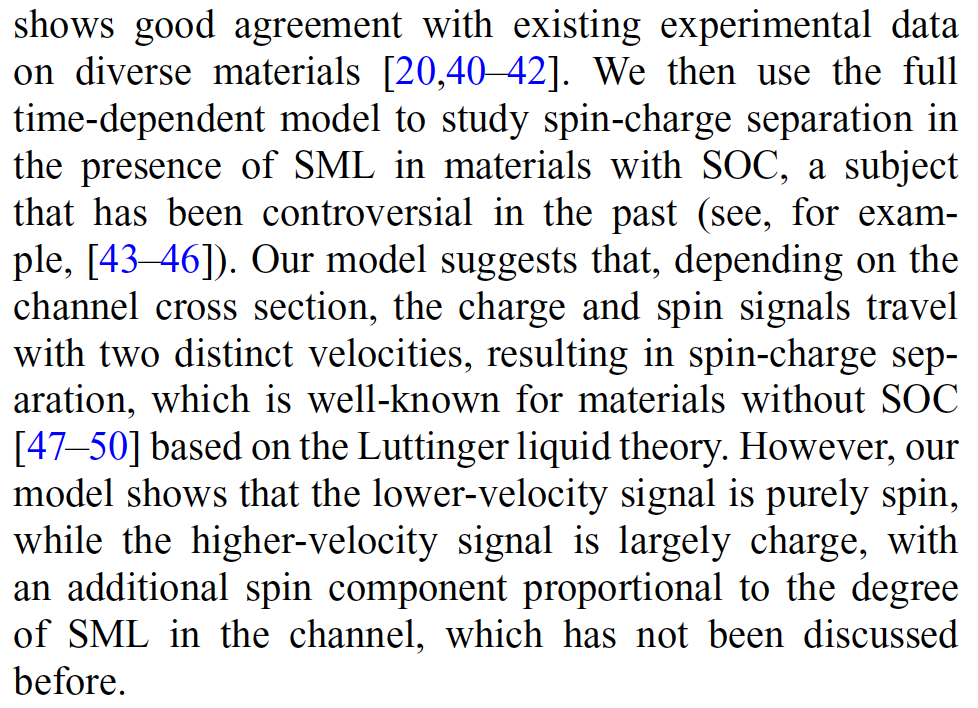 shows good agreement with existing experimental data
on diverse materials [20,40–42]. We then use the full
time-dependent model to study spin-charge separation in
the presence of SML in materials with SOC, a subject
that has been controversial in the past (see, for exam-
ple, [43–46]). Our model suggests that, depending on the
channel cross section, the charge and spin signals travel
with two distinct velocities, resulting in spin-charge sep-
aration, which is well-known for materials without SOC
[47–50] based on the Luttinger liquid theory. However, our
model shows that the lower-velocity signal is purely spin,
while the higher-velocity signal is largely charge, with
an additional spin component proportional to the degree
of SML in the channel, which has not been discussed
before.